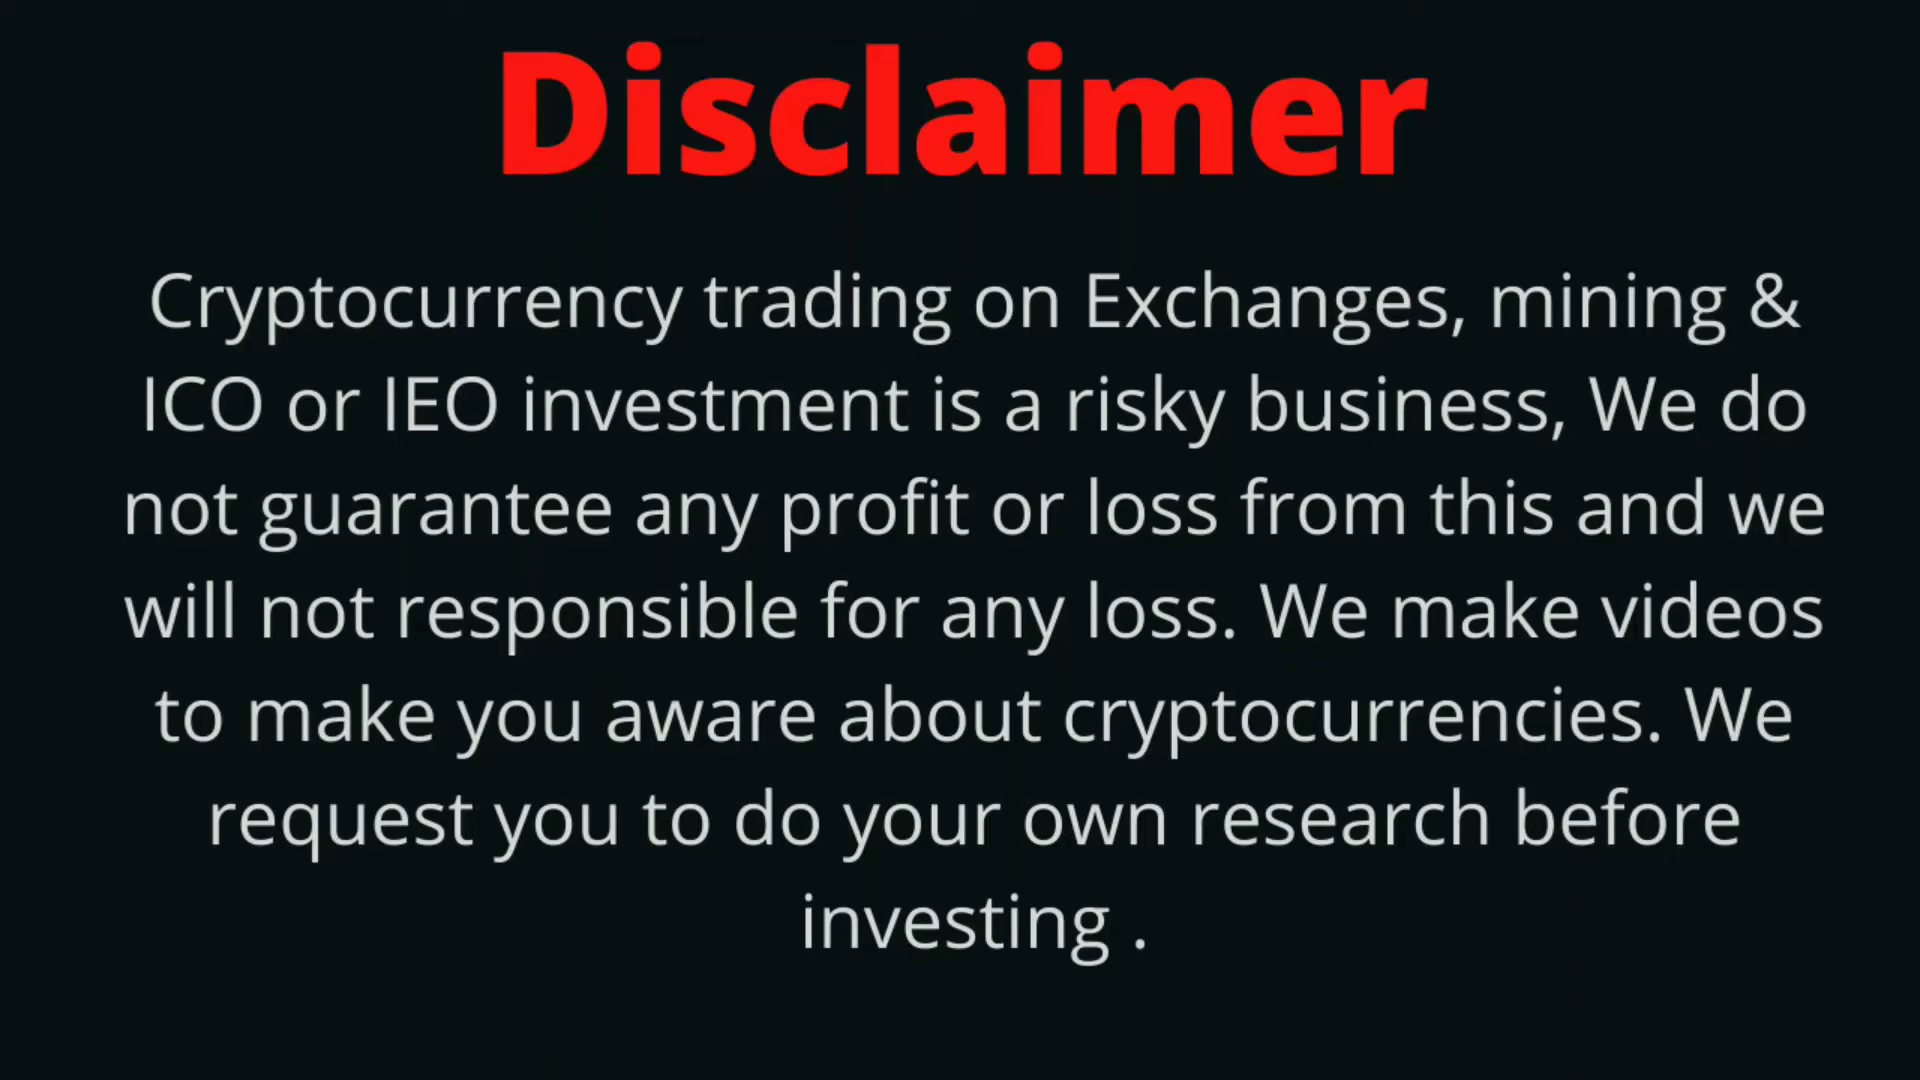 Disclaimer
Cryptocurrency trading on Exchanges, mining &
ICO or IEO investment is a risky business, We do
not guarantee any profit or loss from this and we
will not responsible for any loss. We make videos
to make you aware about cryptocurrencies. We
request you to do your own research before
investing .